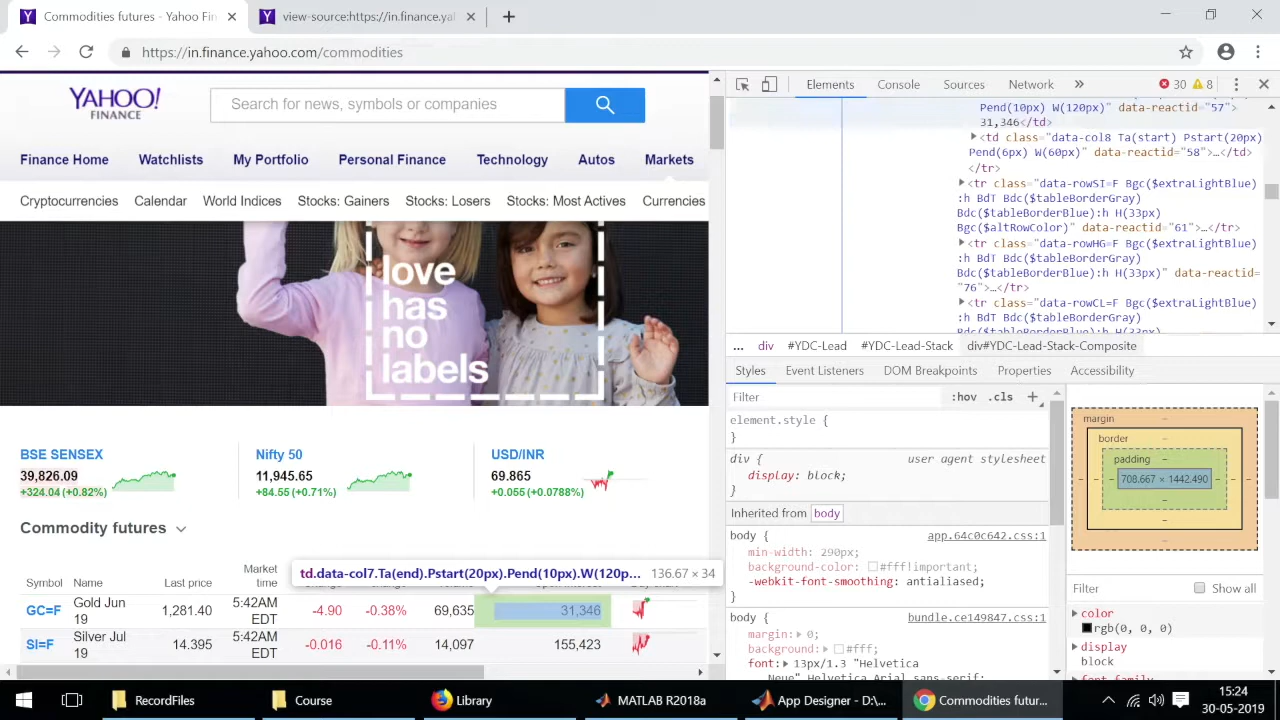 Commodities futures - Yahoo Fin
view-source:https://in.finance.yal
https://in.finance.yahoo.com/commodities
YAHOO!
FINANCE
Search for news, symbols or companies
Finance Home Watchlists My Portfolio Personal Finance Technology Autos Markets
Cryptocurrencies Calendar World Indices Stocks: Gainers Stocks: Losers Stocks: Most Actives Currencies
love
has
no
labels
BSE SENSEX Nifty 50 USD/INR
39,826.09 11,945.65 69.865
+324.04 (+0.82%) +84.55 (+0.71%) +0.055 (+0.0788%)
Commodity futures
td.data-col7.Ta(end).Pstart(20px).Pend(10px).W(120p... 136.67 × 34
Symbol Name Last price Market time
GC=F Gold Jun 19 1,281.40 5:42AM EDT -4.90 -0.38% 69,635 31,346
SI=F Silver Jul 19 14.395 5:42AM EDT -0.016 -0.11% 14,097 155,423
Elements Console Sources Network » 30 8
Pend(10px) W(120px)" data-reactid="57">
31,346</td>
<td class="data-col8 Ta(start) Pstart(20px)
Pend(6px) W(60px)" data-reactid="58">…</td>
</tr>
<tr class="data-rowSI=F Bgc($extraLightBlue)
:h BdT Bdc($tableBorderGray)
Bdc($tableBorderBlue):h H(33px)
Bgc($altRowColor)" data-reactid="61">…</tr>
<tr class="data-rowHG=F Bgc($extraLightBlue)
:h BdT Bdc($tableBorderGray)
Bdc($tableBorderBlue):h H(33px)" data-reactid=
"76">…</tr>
<tr class="data-rowCL=F Bgc($extraLightBlue)
:h BdT Bdc($tableBorderGray)
Bdc($tableBorderBlue):h H(33px)
... div #YDC-Lead #YDC-Lead-Stack div#YDC-Lead-Stack-Composite
Styles Event Listeners DOM Breakpoints Properties Accessibility
Filter :hov .cls +
element.style {
}
div { user agent stylesheet
display: block;
}
Inherited from body
body { app.64c0c642.css:1
min-width: 290px;
background-color: #fff!important;
-webkit-font-smoothing: antialiased;
}
body { bundle.ce149847.css:1
margin: 0;
background: #fff;
font: 13px/1.3 "Helvetica
Neue",Helvetica,Arial,sans-serif;
margin –
border –
padding –
708.667 × 1442.490
Filter Show all
color
rgb(0, 0, 0)
display
block
font-family
RecordFiles Course Library MATLAB R2018a App Designer - D:\... Commodities futur...
15:24
30-05-2019